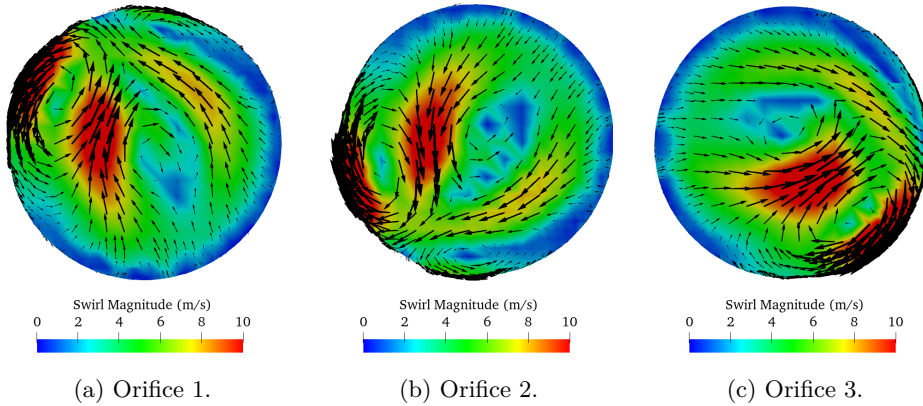 Swirl Magnitude (m/s) Swirl Magnitude (m/s) Swirl Magnitude (m/s)
0 2 4 6 8 10 0 2 4 6 8 10 0 2 4 6 8 10
(a) Orifice 1. (b) Orifice 2. (c) Orifice 3.